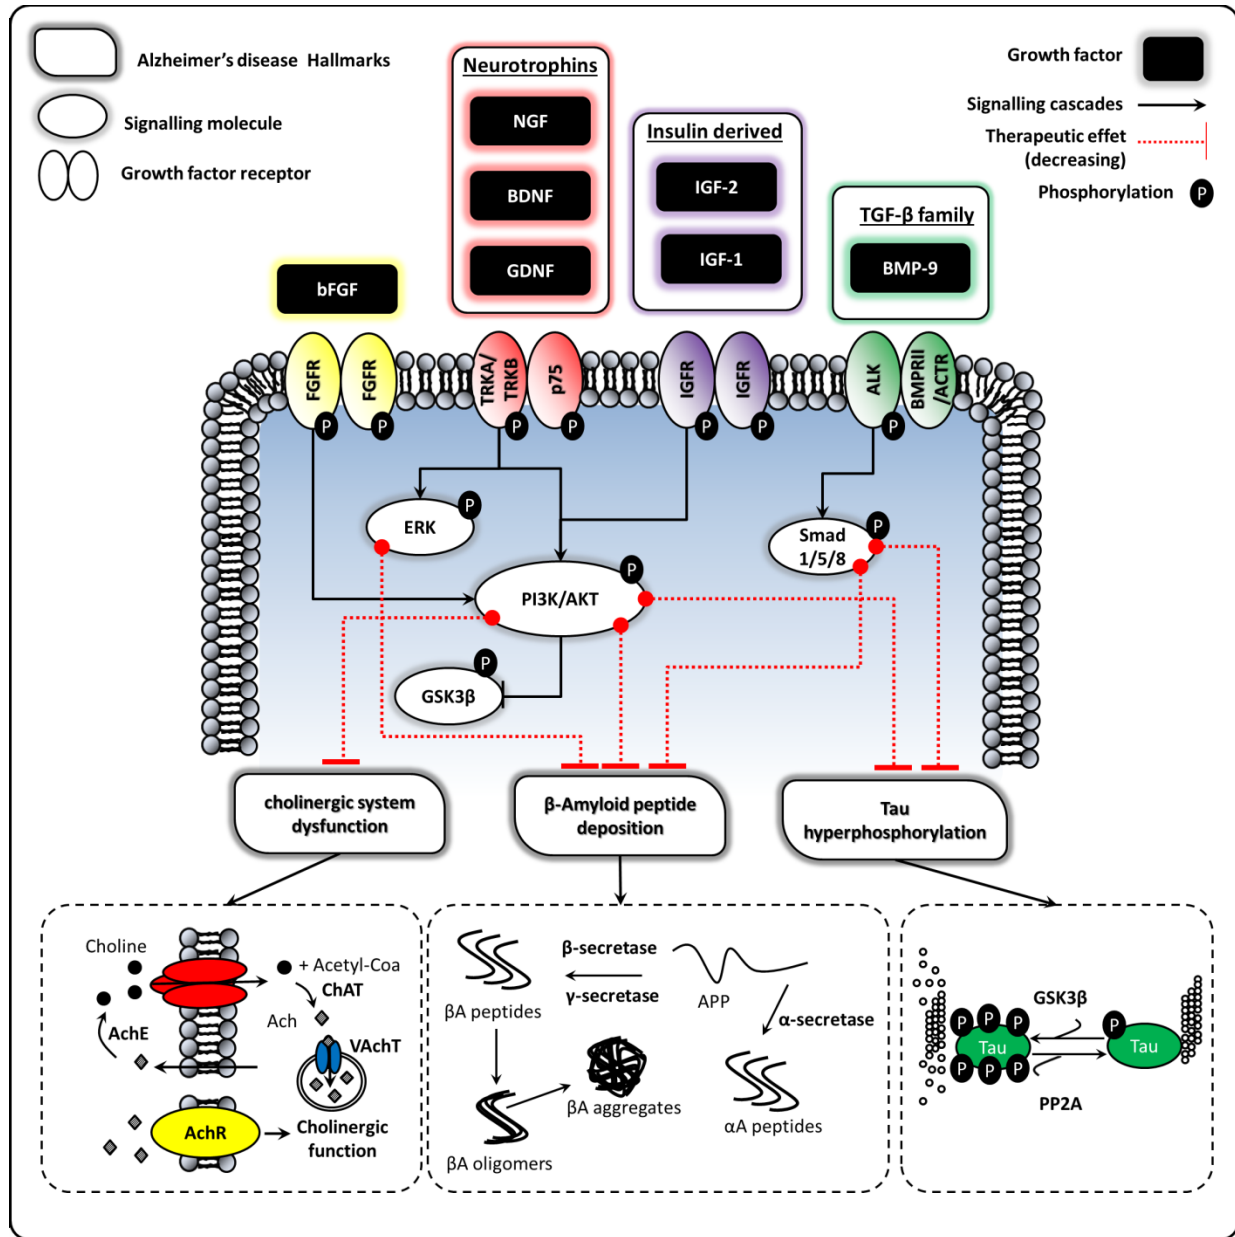 Alzheimer's disease Hallmarks
Signalling molecule
Growth factor receptor
Growth factor
Signalling cascades
Therapeutic effet
(decreasing)
Phosphorylation
P
Neurotrophins
NGF
BDNF
GDNF
Insulin derived
IGF-2
IGF-1
TGF-β family
BMP-9
bFGF
FGFR
FGFR
TRKA/
TRKB
p75
IGFR
IGFR
ALK
BMPRII
/ACTR
P
P
P
P
P
P
P
ERK
P
Smad
1/5/8
P
PI3K/AKT
P
GSK3β
P
cholinergic system
dysfunction
β-Amyloid peptide
deposition
Tau
hyperphosphorylation
Choline
+ Acetyl-Coa
ChAT
Ach
AchE
VAchT
AchR
Cholinergic
function
β-secretase
γ-secretase
APP
βA peptides
α-secretase
βA aggregates
αA peptides
βA oligomers
GSK3β
P P P
Tau
P P P
P
Tau
PP2A